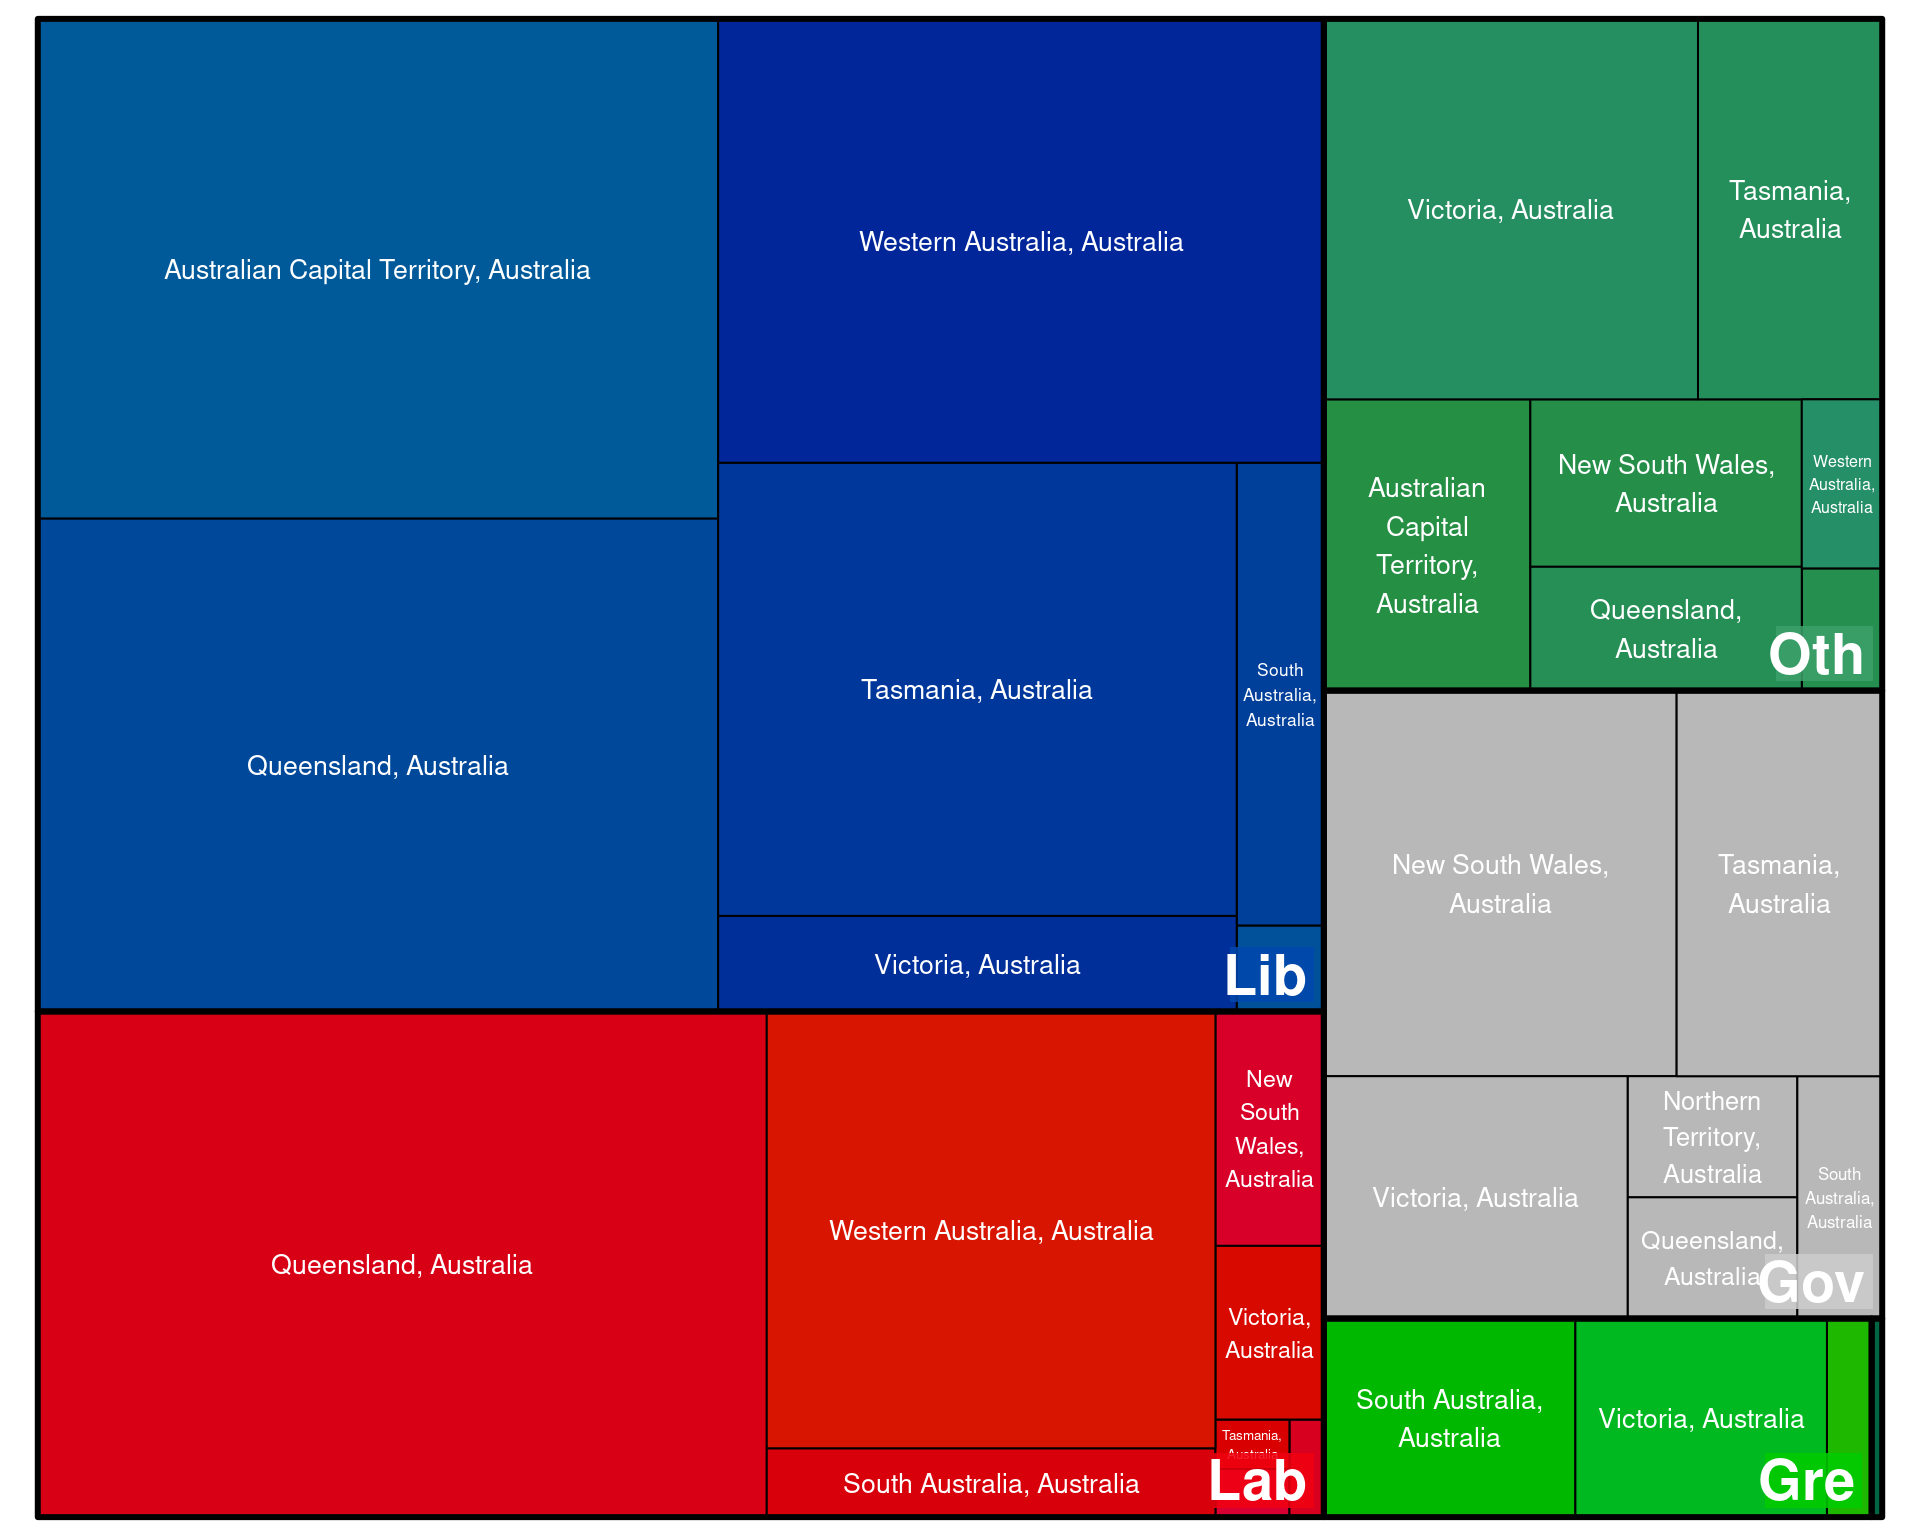 Australian Capital Territory, Australia
Queensland, Australia
Western Australia, Australia
Tasmania, Australia
South
Australia,
Australia
Victoria, Australia
Lib
Queensland, Australia
Western Australia, Australia
South Australia, Australia
New
South
Wales,
Australia
Victoria,
Australia
Tasmania,
Australia
Lab
Victoria, Australia
Tasmania,
Australia
Australian
Capital
Territory,
Australia
New South Wales,
Australia
Queensland,
Australia
Western
Australia,
Australia
Oth
New South Wales,
Australia
Tasmania,
Australia
Victoria, Australia
Northern
Territory,
Australia
Queensland,
Australia
South
Australia,
Australia
Gov
South Australia,
Australia
Victoria, Australia
Gre